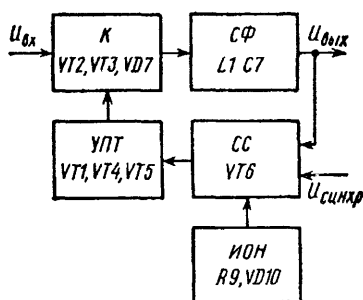 Uвх
К
VT2, VT3, VD7
СФ
L1 C7
Uвых
УПТ
VT1, VT4, VT5
СС
VT6
Uсинхр
ИОН
R9, VD10